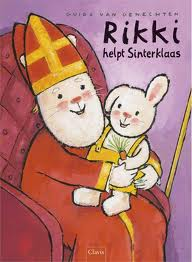 GUIDO VAN GENECHTEN
Rikki
helpt Sinterklaas
Clavis